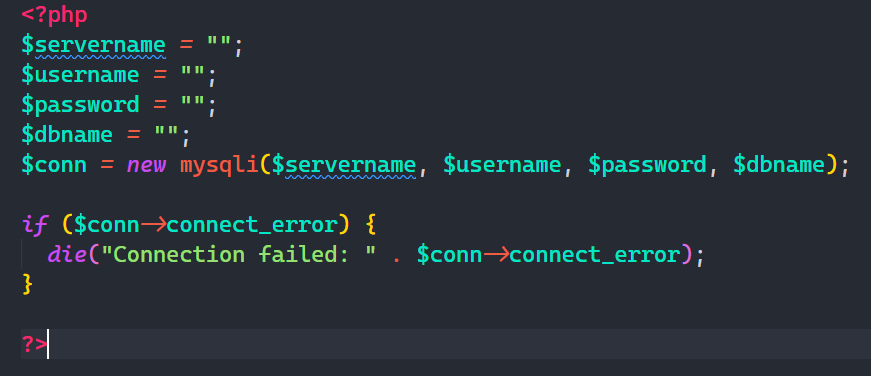 <?php
$servername = "";
$username = "";
$password = "";
$dbname = "";
$conn = new mysqli($servername, $username, $password, $dbname);
if ($conn->connect_error) {
die("Connection failed: " . $conn->connect_error);
}
?>